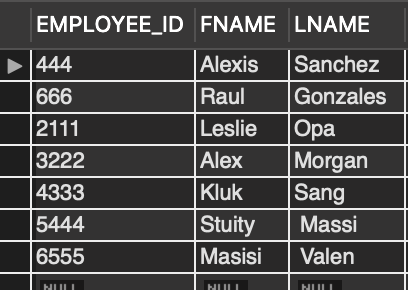 EMPLOYEE_ID FNAME LNAME
444 Alexis Sanchez
666 Raul Gonzales
2111 Leslie Opa
3222 Alex Morgan
4333 Kluk Sang
5444 Stuity Massi
6555 Masisi Valen
NULL NULL NULL